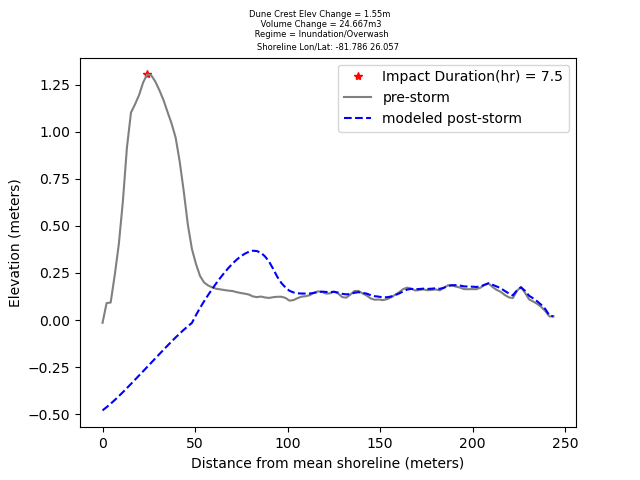 Dune Crest Elev Change = 1.55m
Volume Change = 24.667m3
Regime = Inundation/Overwash
Shoreline Lon/Lat: -81.786 26.057
Impact Duration(hr) = 7.5
pre-storm
modeled post-storm
1.25
1.00
0.75
0.50
0.25
0.00
−0.25
−0.50
Elevation (meters)
0 50 100 150 200 250
Distance from mean shoreline (meters)